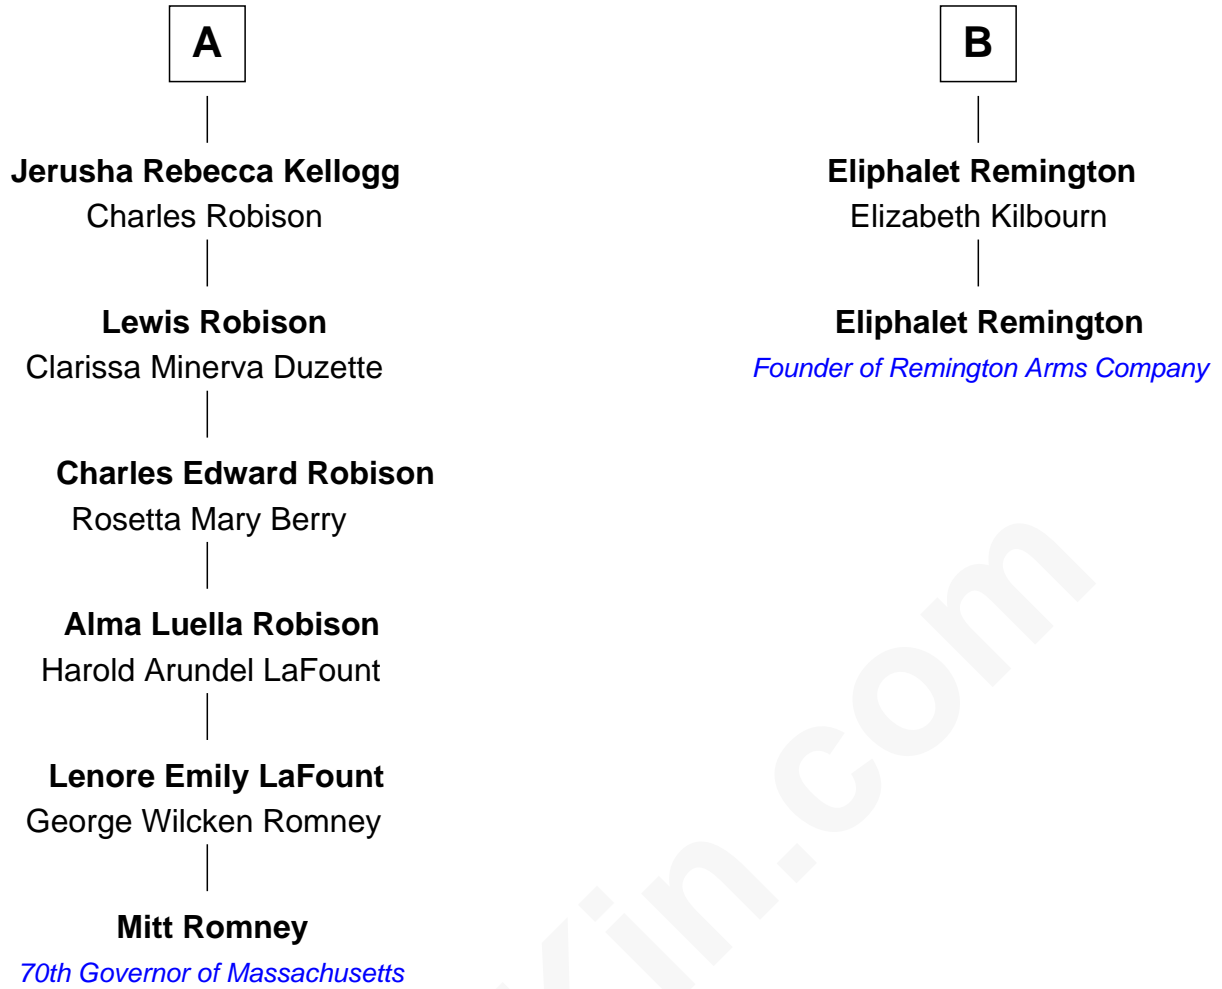 A
Jerusha Rebecca Kellogg
Charles Robison
Lewis Robison
Clarissa Minerva Duzette
Charles Edward Robison
Rosetta Mary Berry
Alma Luella Robison
Harold Arundel LaFount
Lenore Emily LaFount
George Wilcken Romney
Mitt Romney
70th Governor of Massachusetts
B
Eliphalet Remington
Elizabeth Kilbourn
Eliphalet Remington
Founder of Remington Arms Company
Kin.com